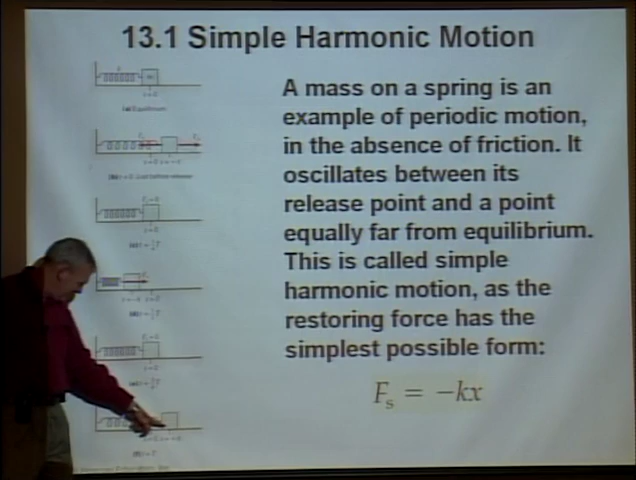 13.1 Simple Harmonic Motion
A mass on a spring is an
example of periodic motion,
in the absence of friction. It
oscillates between its
release point and a point
equally far from equilibrium.
This is called simple
harmonic motion, as the
restoring force has the
simplest possible form:
Fs = −kx
(a) Equilibrium